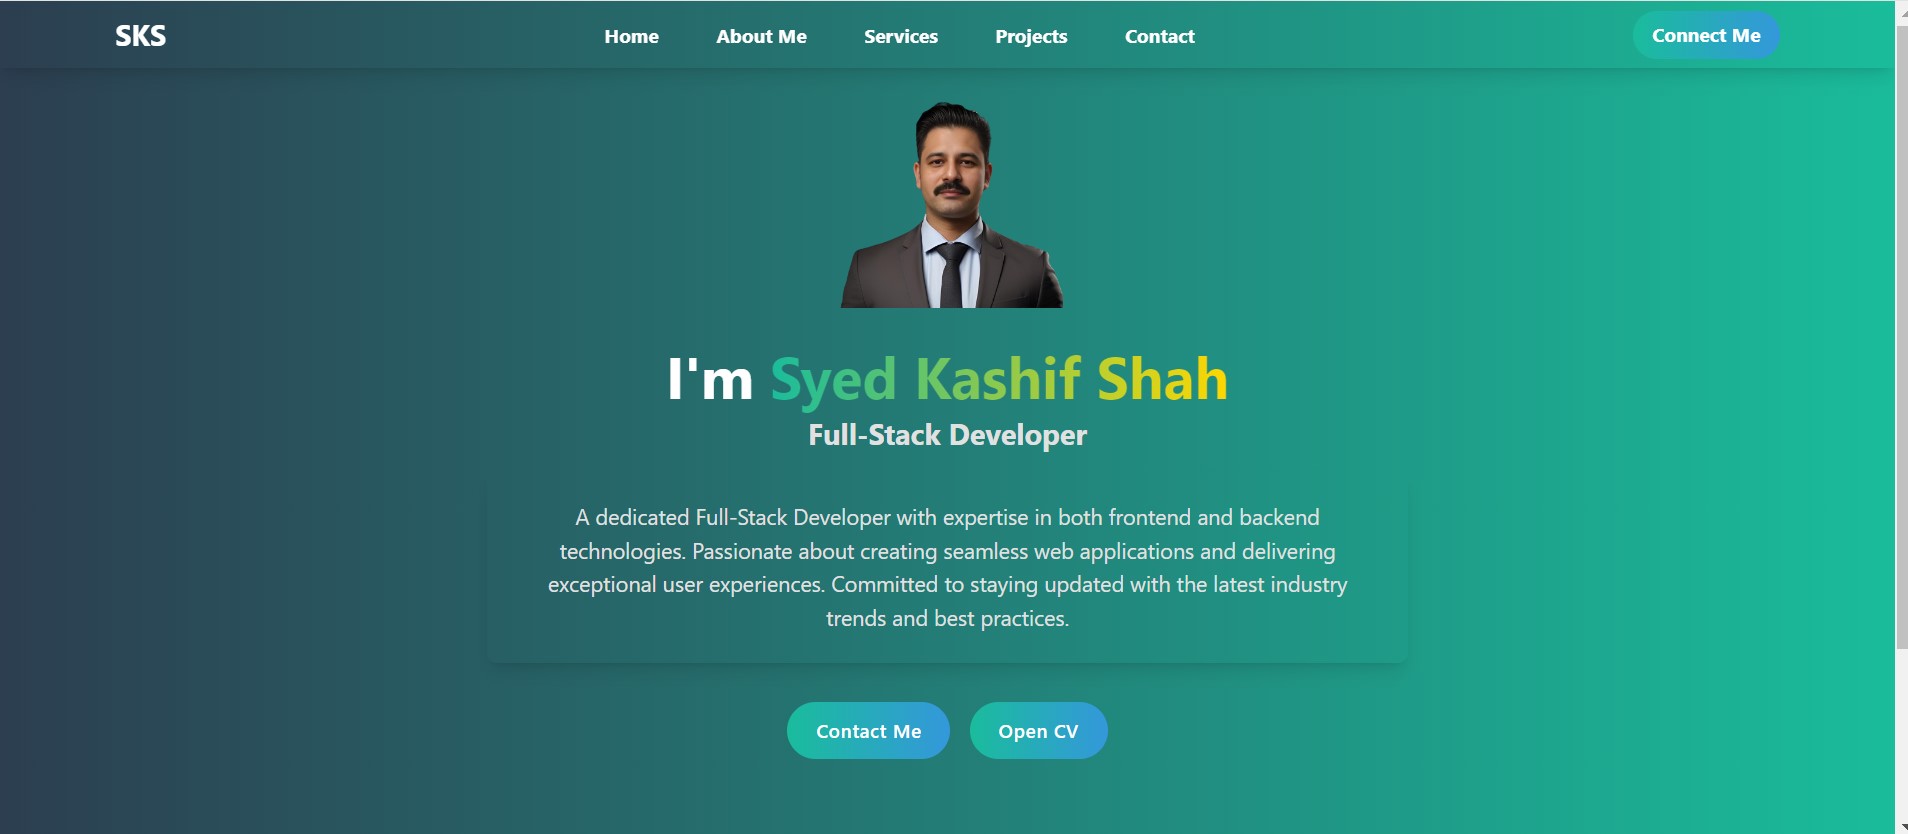 SKS
Home
About Me
Services
Projects
Contact
Connect Me
I'm Syed Kashif Shah
Full-Stack Developer
A dedicated Full-Stack Developer with expertise in both frontend and backend
technologies. Passionate about creating seamless web applications and delivering
exceptional user experiences. Committed to staying updated with the latest industry
trends and best practices.
Contact Me
Open CV